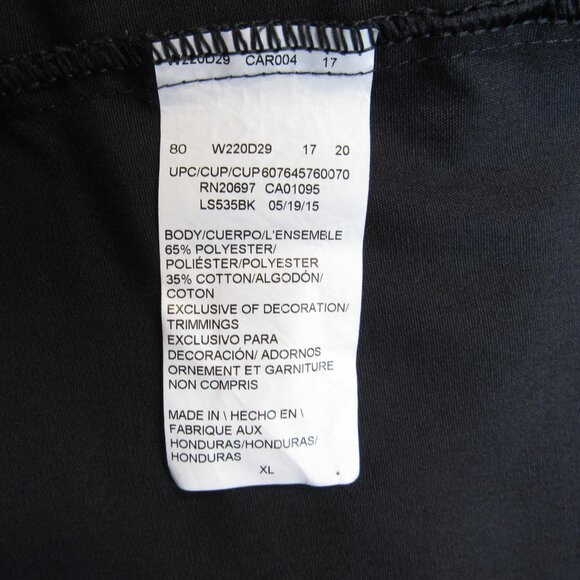 W220D29 CAR004 17
80 W220D29 17 20
UPC/CUP/CUP607645760070
RN20697 CA01095
LS535BK 05/19/15
BODY/CUERPO/L'ENSEMBLE
65% POLYESTER/
POLIÉSTER/POLYESTER
35% COTTON/ALGODÓN/
COTON
EXCLUSIVE OF DECORATION/
TRIMMINGS
EXCLUSIVO PARA
DECORACIÓN/ ADORNOS
ORNEMENT ET GARNITURE
NON COMPRIS
MADE IN \ HECHO EN \
FABRIQUE AUX
HONDURAS/HONDURAS/
HONDURAS
XL